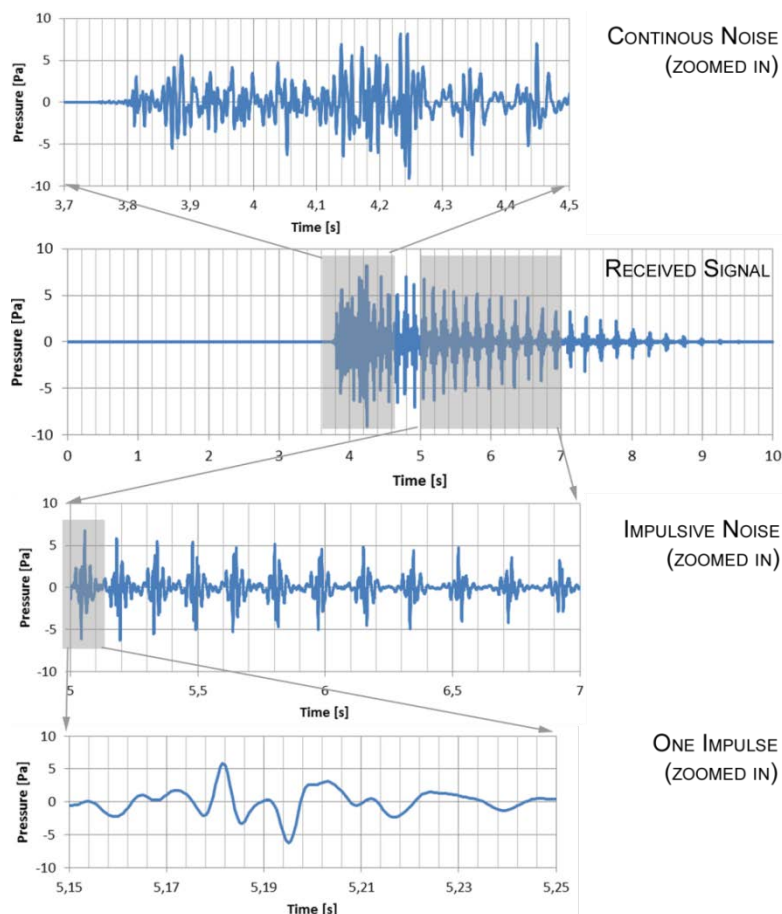 CONTINOUS NOISE
(ZOOMED IN)
Pressure [Pa]
10
5
0
-5
-10
3,7 3,8 3,9 4 4,1 4,2 4,3 4,4 4,5
Time [s]
RECEIVED SIGNAL
Pressure [Pa]
10
5
0
-5
-10
0 1 2 3 4 5 6 7 8 9 10
Time [s]
IMPULSIVE NOISE
(ZOOMED IN)
Pressure [Pa]
10
5
0
-5
-10
5 5,5 6 6,5 7
Time [s]
ONE IMPULSE
(ZOOMED IN)
Pressure [Pa]
10
5
0
-5
-10
5,15 5,17 5,19 5,21 5,23 5,25
Time [s]